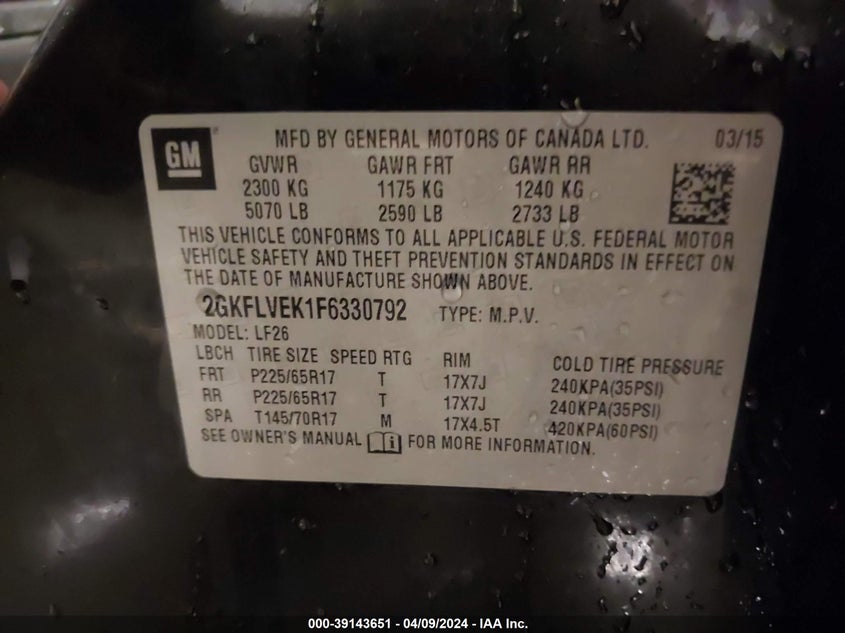 GM
MFD BY GENERAL MOTORS OF CANADA LTD. 03/15
GVWR GAWR FRT GAWR RR
2300 KG 1175 KG 1240 KG
5070 LB 2590 LB 2733 LB
THIS VEHICLE CONFORMS TO ALL APPLICABLE U.S. FEDERAL MOTOR
VEHICLE SAFETY AND THEFT PREVENTION STANDARDS IN EFFECT ON
THE DATE OF MANUFACTURE SHOWN ABOVE.
2GKFLVEK1F6330792 TYPE: M.P.V.
MODEL: LF26
LBCH TIRE SIZE SPEED RTG RIM COLD TIRE PRESSURE
FRT P225/65R17 T 17X7J 240KPA(35PSI)
RR P225/65R17 T 17X7J 240KPA(35PSI)
SPA T145/70R17 M 17X4.5T 420KPA(60PSI)
SEE OWNER'S MANUAL i FOR MORE INFORMATION.
000-39143651 - 04/09/2024 - IAA Inc.